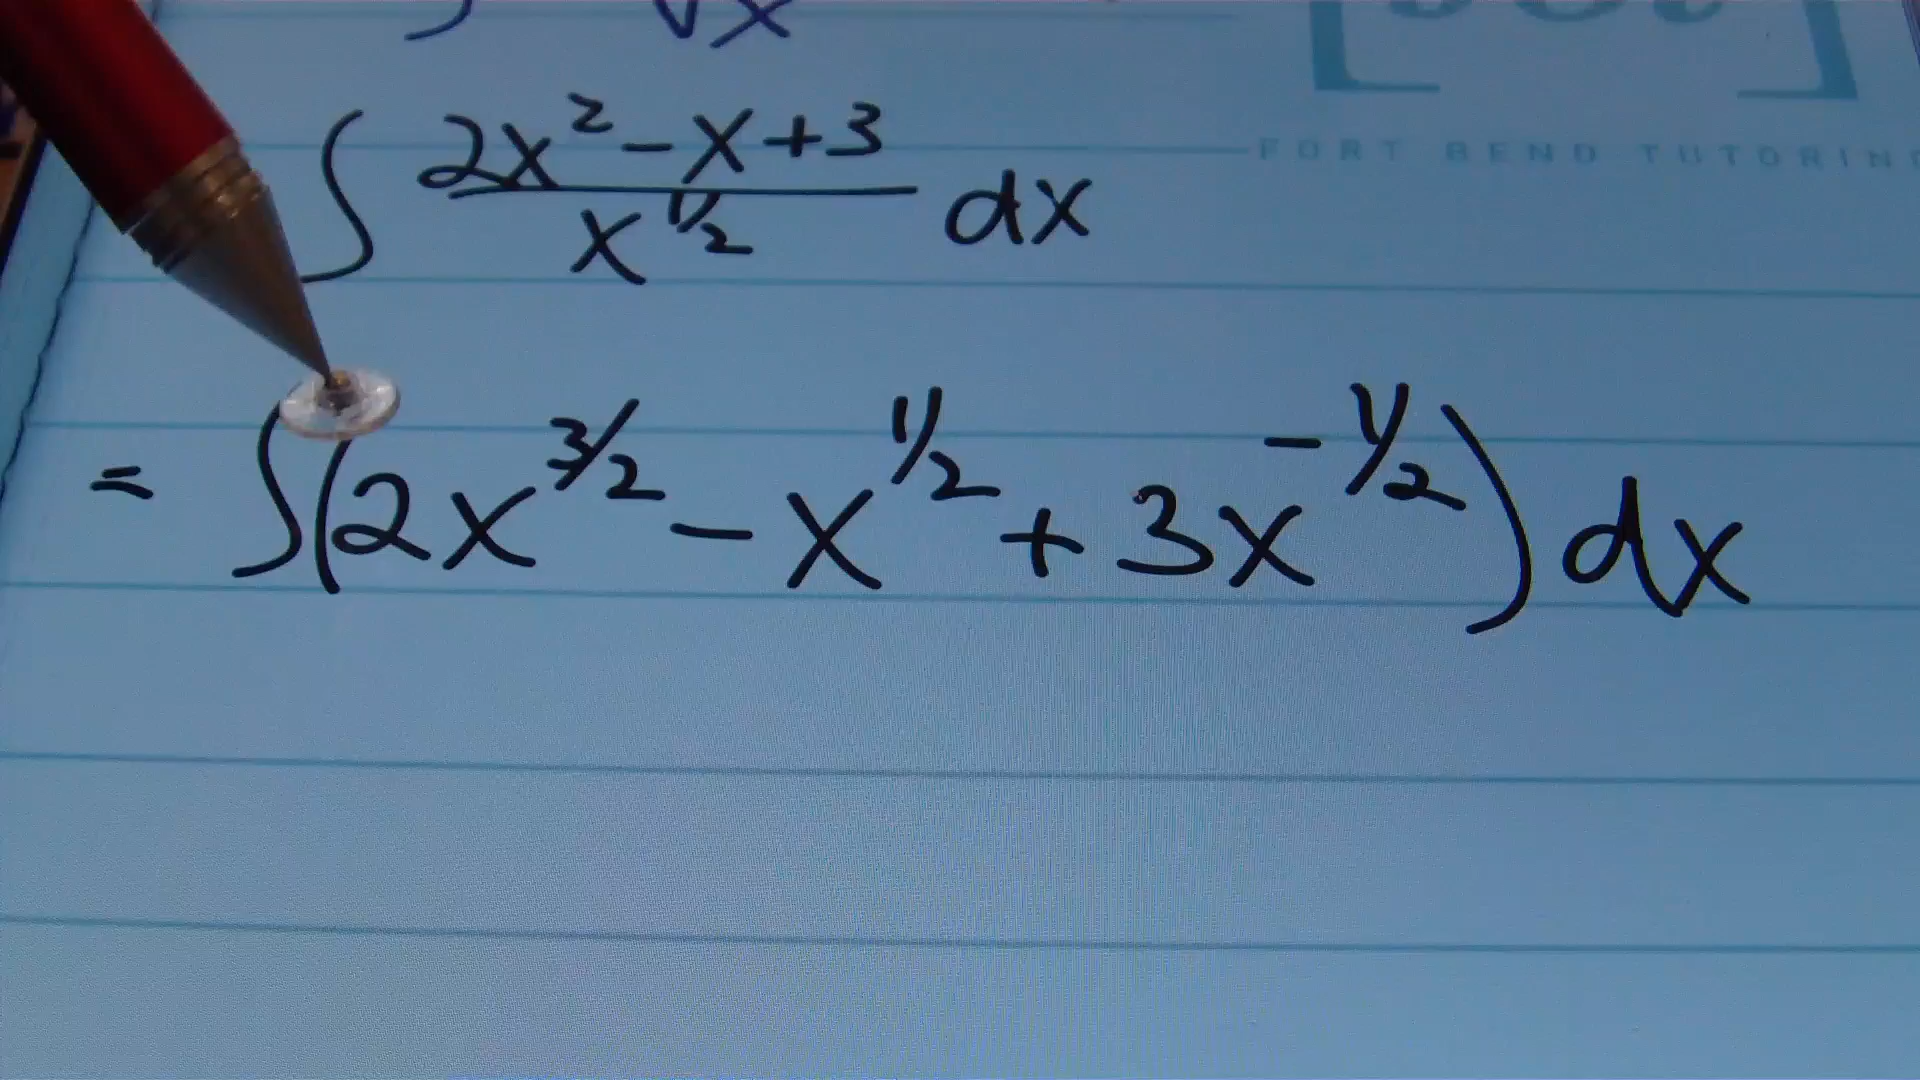 √x
∫ (2x² - x + 3)/x^(1/2) dx
FORT BEND TUTORING
= ∫(2x^(3/2) - x^(1/2) + 3x^(-1/2)) dx